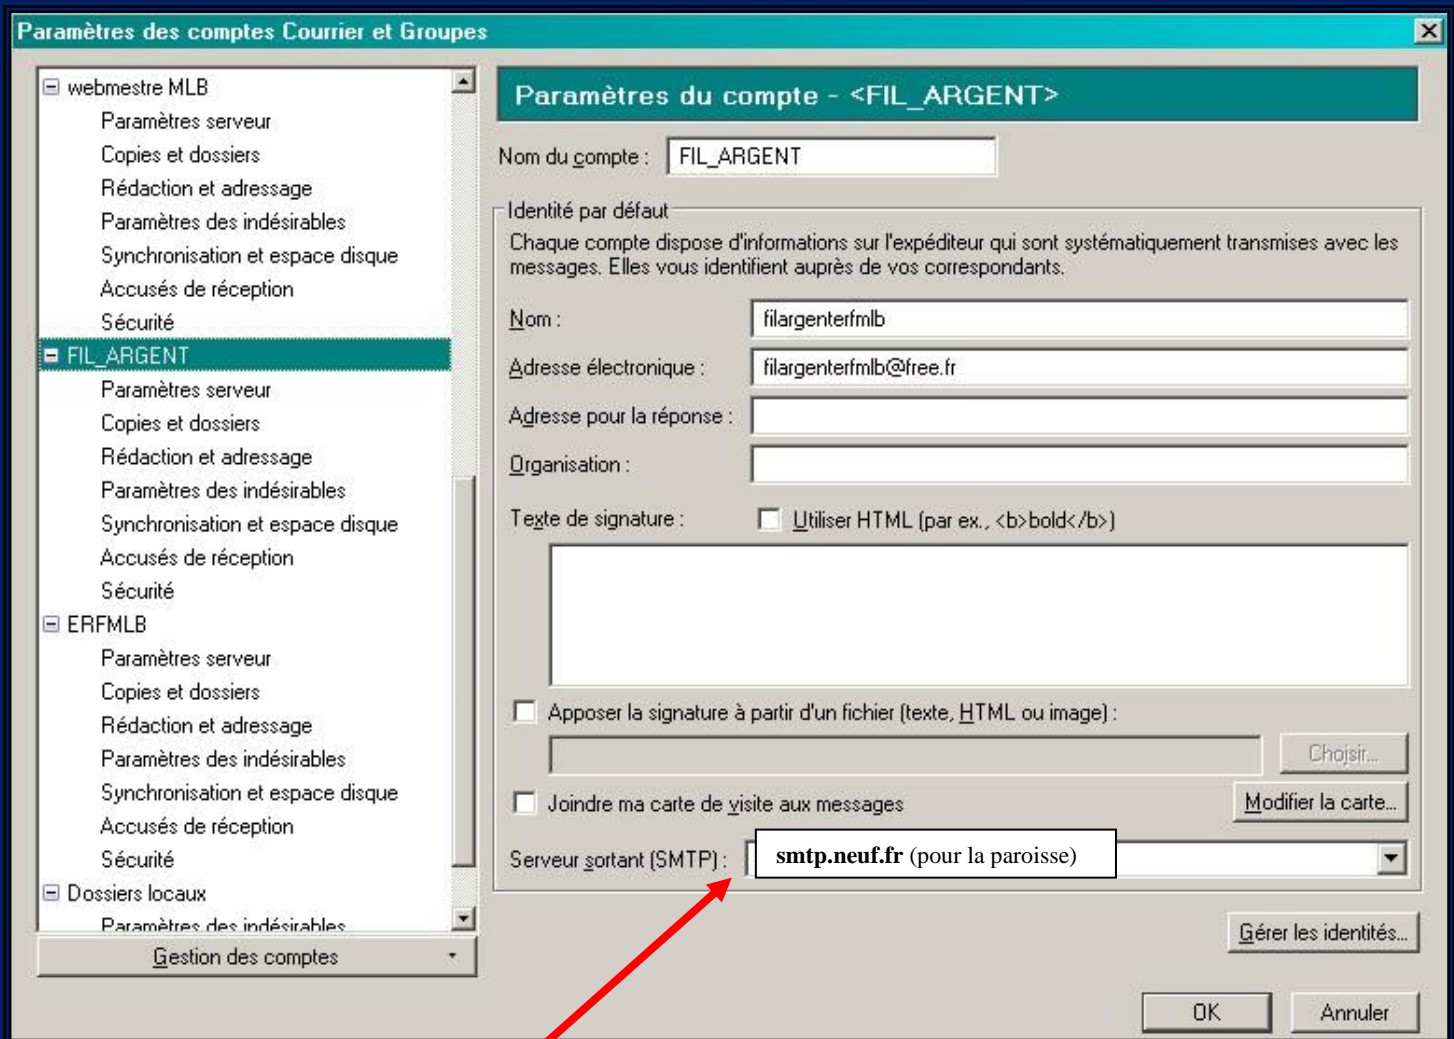 Paramètres des comptes Courrier et Groupes
webmestre MLB
Paramètres serveur
Copies et dossiers
Rédaction et adressage
Paramètres des indésirables
Synchronisation et espace disque
Accusés de réception
Sécurité
FIL_ARGENT
Paramètres serveur
Copies et dossiers
Rédaction et adressage
Paramètres des indésirables
Synchronisation et espace disque
Accusés de réception
Sécurité
ERFMLB
Paramètres serveur
Copies et dossiers
Rédaction et adressage
Paramètres des indésirables
Synchronisation et espace disque
Accusés de réception
Sécurité
Dossiers locaux
Paramètres des indésirables
Gestion des comptes
Paramètres du compte - <FIL_ARGENT>
Nom du compte : FIL_ARGENT
Identité par défaut
Chaque compte dispose d'informations sur l'expéditeur qui sont systématiquement transmises avec les
messages. Elles vous identifient auprès de vos correspondants.
Nom : filargenterfmlb
Adresse électronique : filargenterfmlb@free.fr
Adresse pour la réponse :
Organisation :
Texte de signature : Utiliser HTML (par ex., <b>bold</b>)
Apposer la signature à partir d'un fichier (texte, HTML ou image) :
Choisir...
Joindre ma carte de visite aux messages Modifier la carte...
Serveur sortant (SMTP) : smtp.neuf.fr (pour la paroisse)
Gérer les identités...
OK Annuler